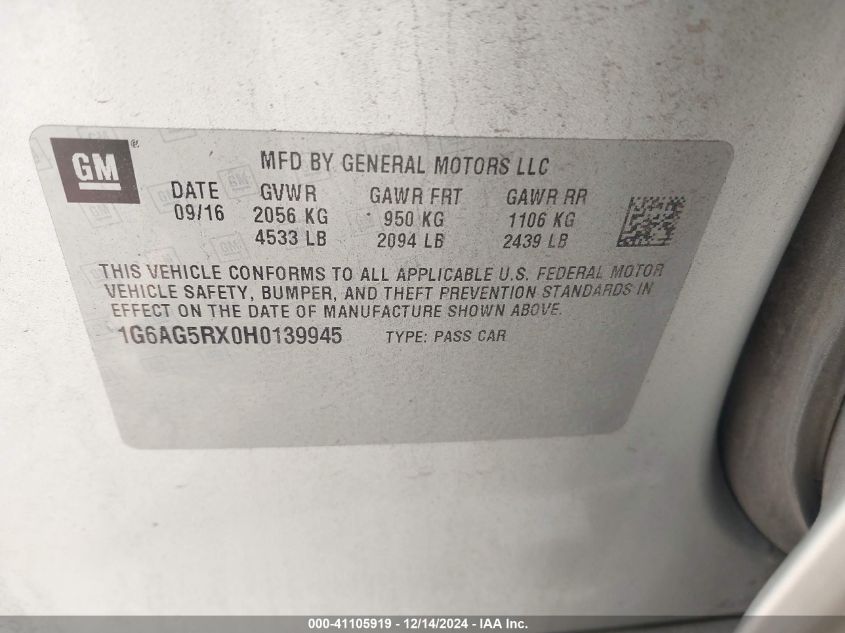 GM
®
MFD BY GENERAL MOTORS LLC
DATE GVWR GAWR FRT GAWR RR
09/16 2056 KG 950 KG 1106 KG
4533 LB 2094 LB 2439 LB
THIS VEHICLE CONFORMS TO ALL APPLICABLE U.S. FEDERAL MOTOR
VEHICLE SAFETY, BUMPER, AND THEFT PREVENTION STANDARDS IN
EFFECT ON THE DATE OF MANUFACTURE SHOWN ABOVE.
1G6AG5RX0H0139945 TYPE: PASS CAR
000-41105919 - 12/14/2024 - IAA Inc.